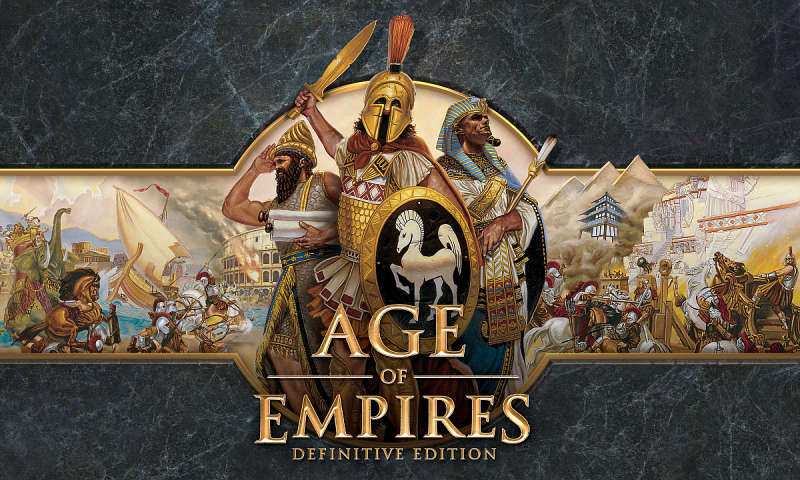 AGE
OF
EMPIRES
DEFINITIVE EDITION